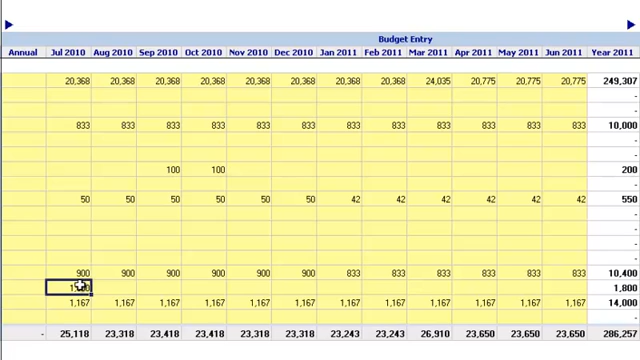 Budget Entry
Annual Jul 2010 Aug 2010 Sep 2010 Oct 2010 Nov 2010 Dec 2010 Jan 2011 Feb 2011 Mar 2011 Apr 2011 May 2011 Jun 2011 Year 2011
20,368 20,368 20,368 20,368 20,368 20,368 20,368 20,368 24,035 20,775 20,775 20,775 249,307
-
-
833 833 833 833 833 833 833 833 833 833 833 833 10,000
-
-
100 100 200
-
50 50 50 50 50 50 42 42 42 42 42 42 550
-
-
-
-
900 900 900 900 900 900 833 833 833 833 833 833 10,400
1,800
1,167 1,167 1,167 1,167 1,167 1,167 1,167 1,167 1,167 1,167 1,167 1,167 14,000
-
- 25,118 23,318 23,418 23,418 23,318 23,318 23,243 23,243 26,910 23,650 23,650 23,650 286,257